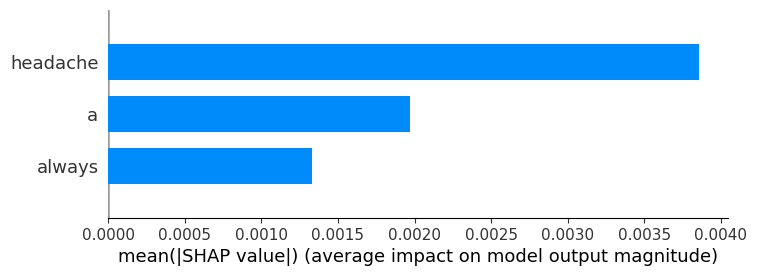 headache
a
always
0.0000 0.0005 0.0010 0.0015 0.0020 0.0025 0.0030 0.0035 0.0040
mean(|SHAP value|) (average impact on model output magnitude)